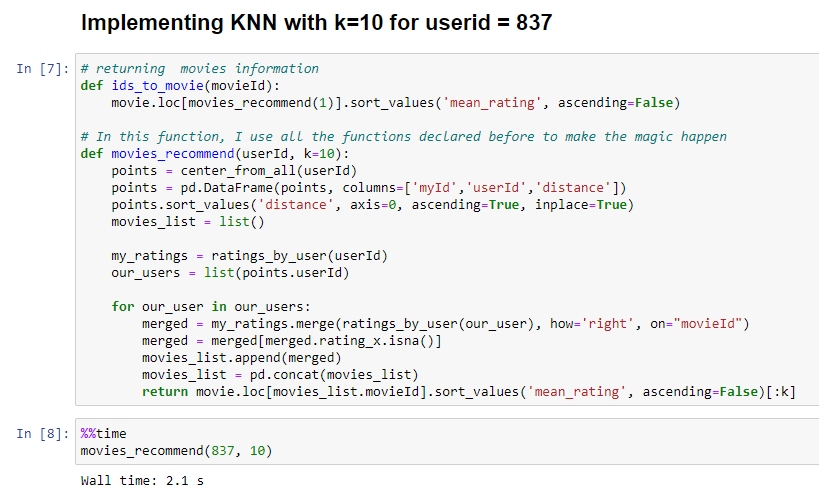 Implementing KNN with k=10 for userid = 837
In [7]: # returning  movies information
def ids_to_movie(movieId):
    movie.loc[movies_recommend(1)].sort_values('mean_rating', ascending=False)

# In this function, I use all the functions declared before to make the magic happen
def movies_recommend(userId, k=10):
    points = center_from_all(userId)
    points = pd.DataFrame(points, columns=['myId','userId','distance'])
    points.sort_values('distance', axis=0, ascending=True, inplace=True)
    movies_list = list()

    my_ratings = ratings_by_user(userId)
    our_users = list(points.userId)

    for our_user in our_users:
        merged = my_ratings.merge(ratings_by_user(our_user), how='right', on="movieId")
        merged = merged[merged.rating_x.isna()]
        movies_list.append(merged)
        movies_list = pd.concat(movies_list)
        return movie.loc[movies_list.movieId].sort_values('mean_rating', ascending=False)[:k]
In [8]: %%time
movies_recommend(837, 10)
Wall time: 2.1 s